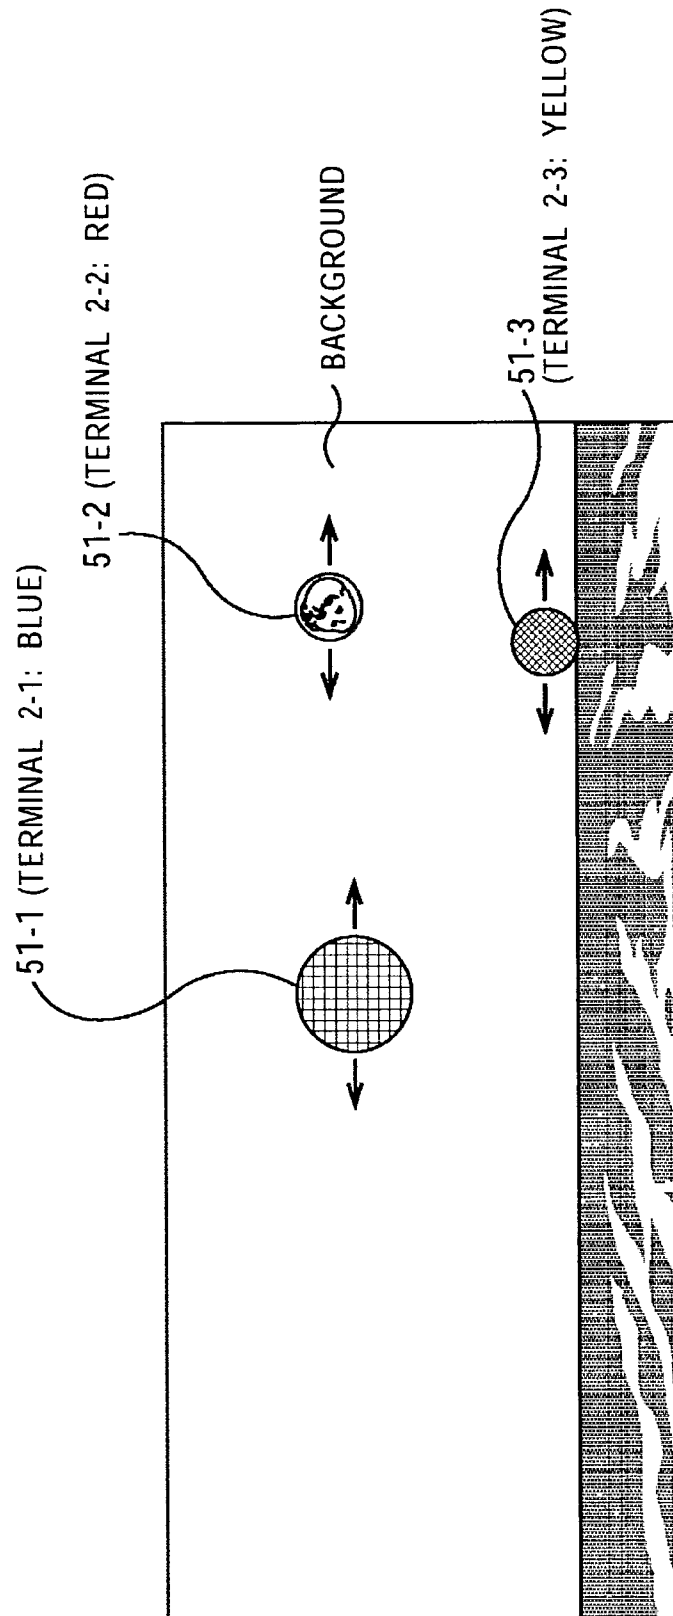 51-1 (TERMINAL 2-1: BLUE)
51-2 (TERMINAL 2-2: RED)
BACKGROUND
51-3
(TERMINAL 2-3: YELLOW)